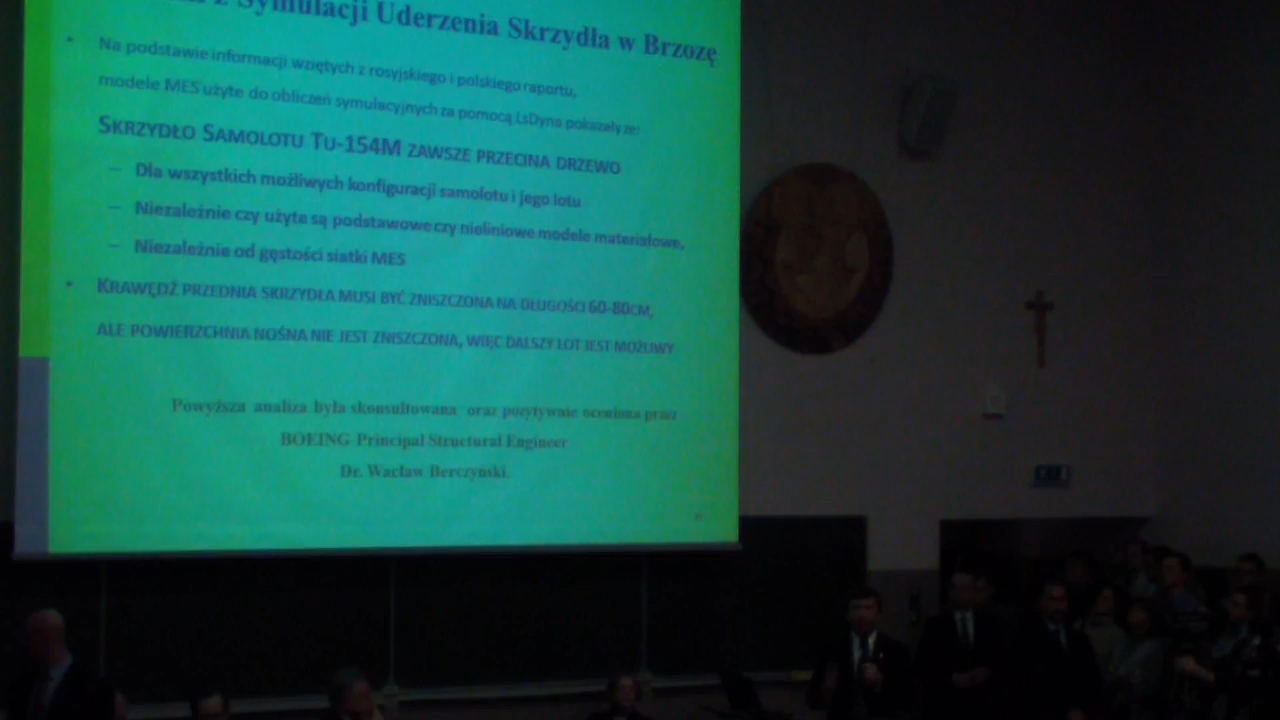 z Symulacji Uderzenia Skrzydła w Brzozę
• Na podstawie informacji wziętych z rosyjskiego i polskiego raportu,
modele MES użyte do obliczeń symulacyjnych za pomocą LsDyna pokazały że:
SKRZYDŁO SAMOLOTU TU-154M ZAWSZE PRZECINA DRZEWO
– Dla wszystkich możliwych konfiguracji samolotu i jego lotu
– Niezależnie czy użyte są podstawowe czy nieliniowe modele materiałowe,
– Niezależnie od gęstości siatki MES
• KRAWĘDŹ PRZEDNIA SKRZYDŁA MUSI BYĆ ZNISZCZONA NA DŁUGOŚCI 60-80CM,
ALE POWIERZCHNIA NOŚNA NIE JEST ZNISZCZONA, WIĘC DALSZY LOT JEST MOŻLIWY
Powyższa analiza była skonsultowana oraz pozytywnie oceniona przez
BOEING Principal Structural Engineer
Dr. Wacław Berczyński.